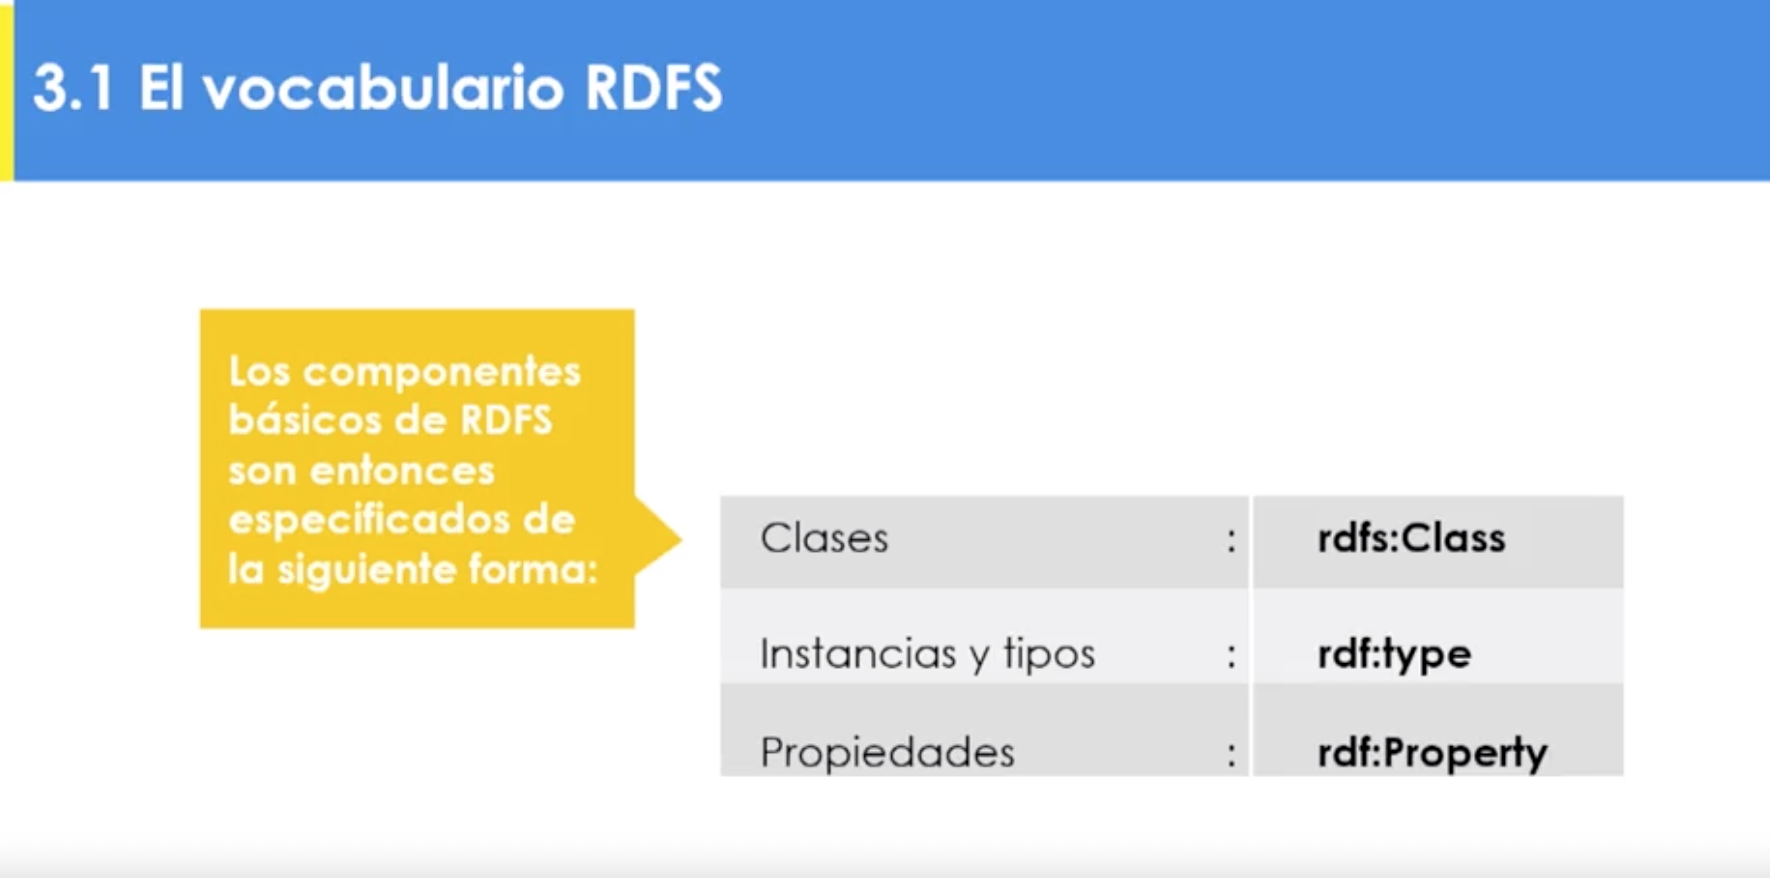 3.1 El vocabulario RDFS
Los componentes
básicos de RDFS
son entonces
especificados de
la siguiente forma:
Clases : rdfs:Class
Instancias y tipos : rdf:type
Propiedades : rdf:Property